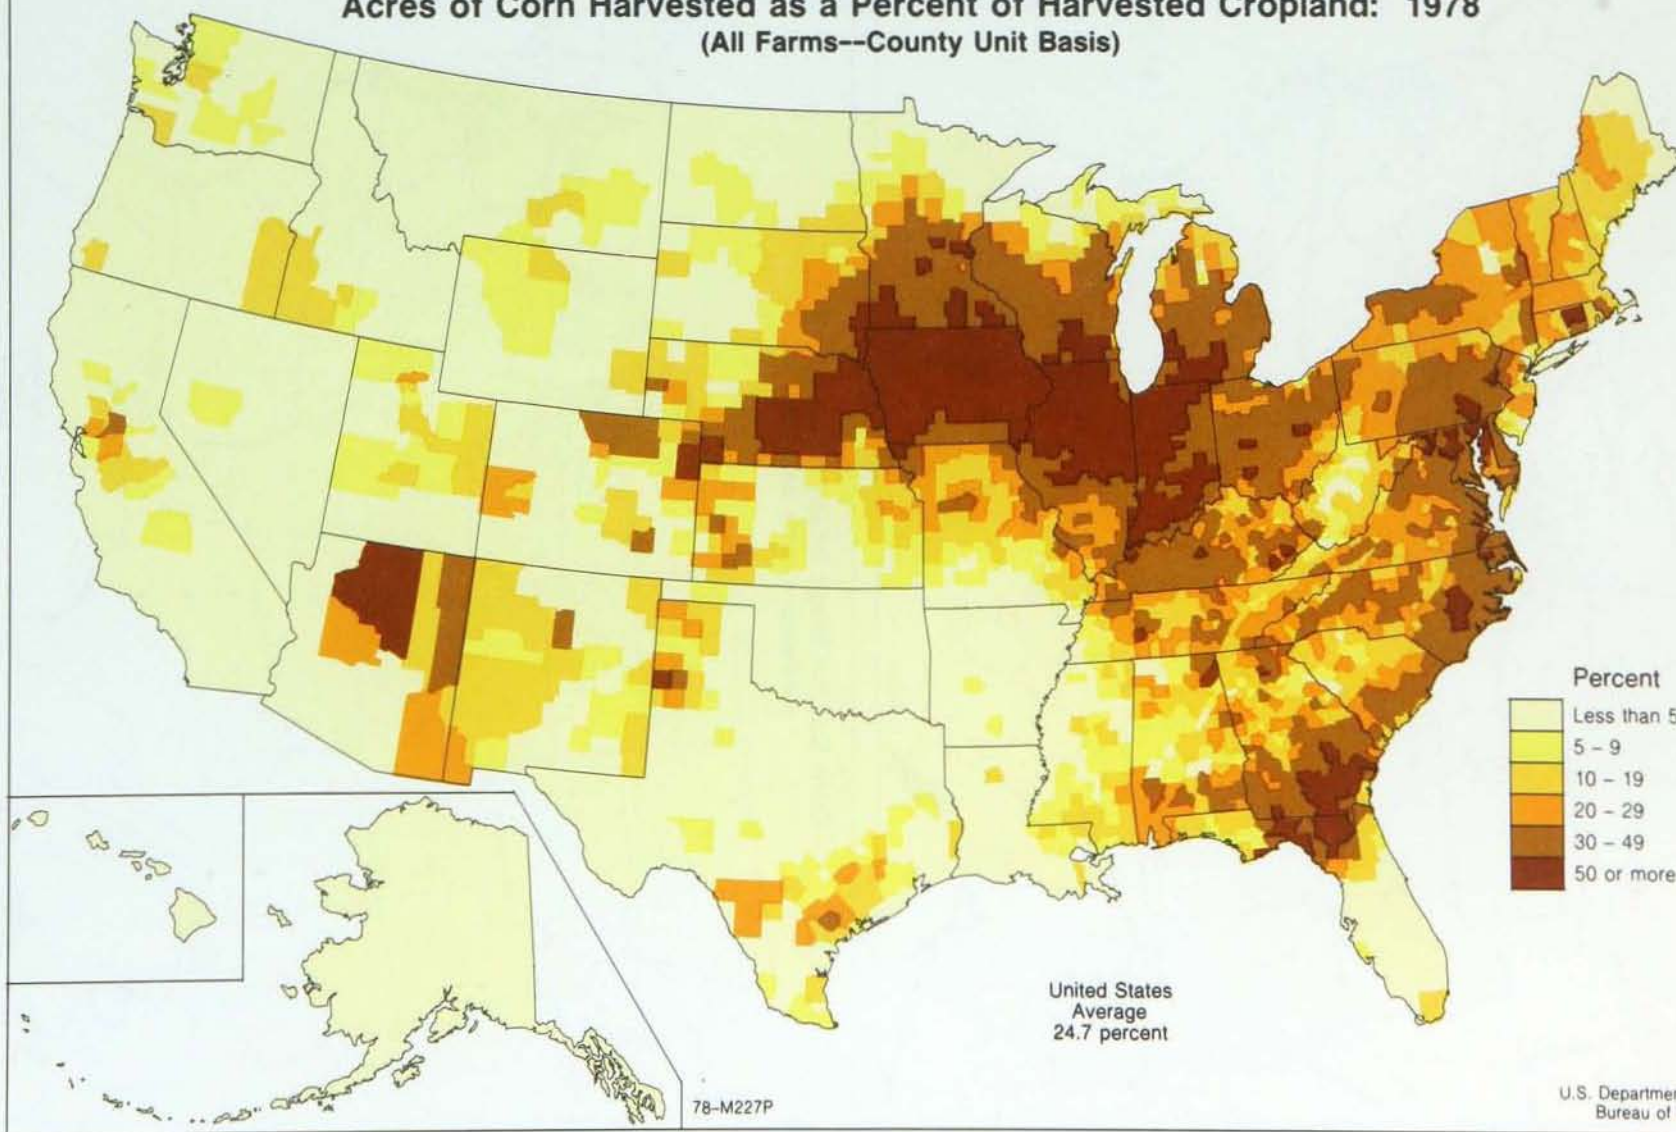 Acres of Corn Harvested as a Percent of Harvested Cropland: 1978
(All Farms--County Unit Basis)
Percent
Less than 5
5 - 9
10 - 19
20 - 29
30 - 49
50 or more
United States
Average
24.7 percent
78-M227P
U.S. Departmen
Bureau of